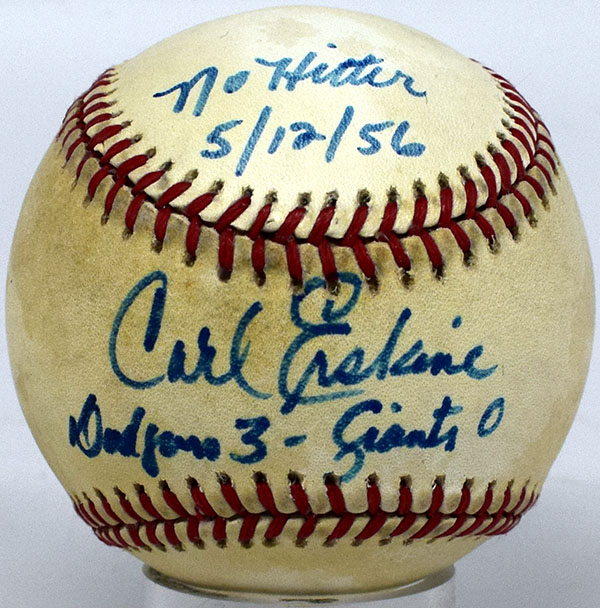 No Hitter
5/12/56
Carl Erskine
Dodgers 3 - Giants 0